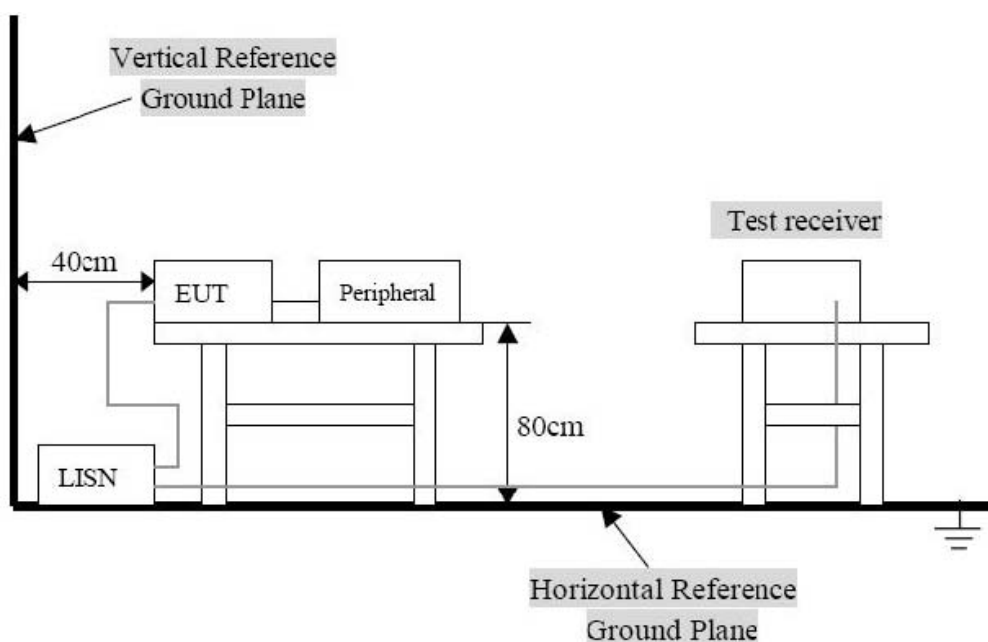 Vertical Reference
Ground Plane
Test receiver
40cm
EUT
Peripheral
80cm
LISN
Horizontal Reference
Ground Plane